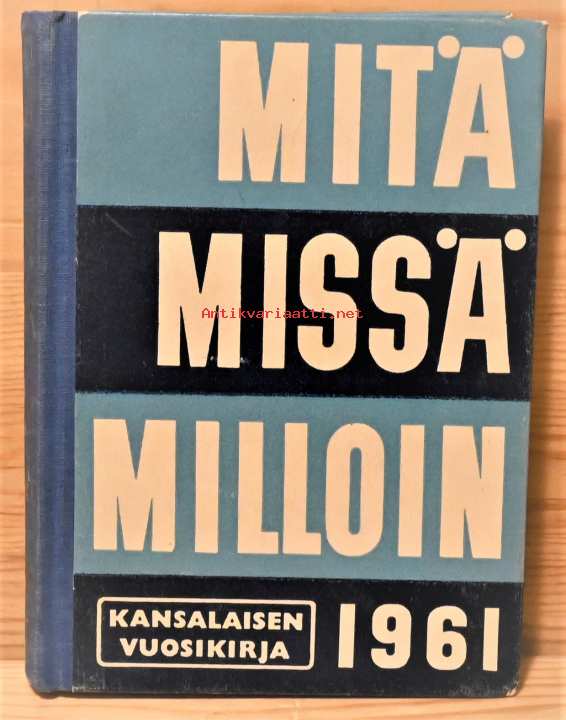 MITÄ
MISSÄ
Antikvariaatti.net
MILLOIN
KANSALAISEN
VUOSIKIRJA
1961